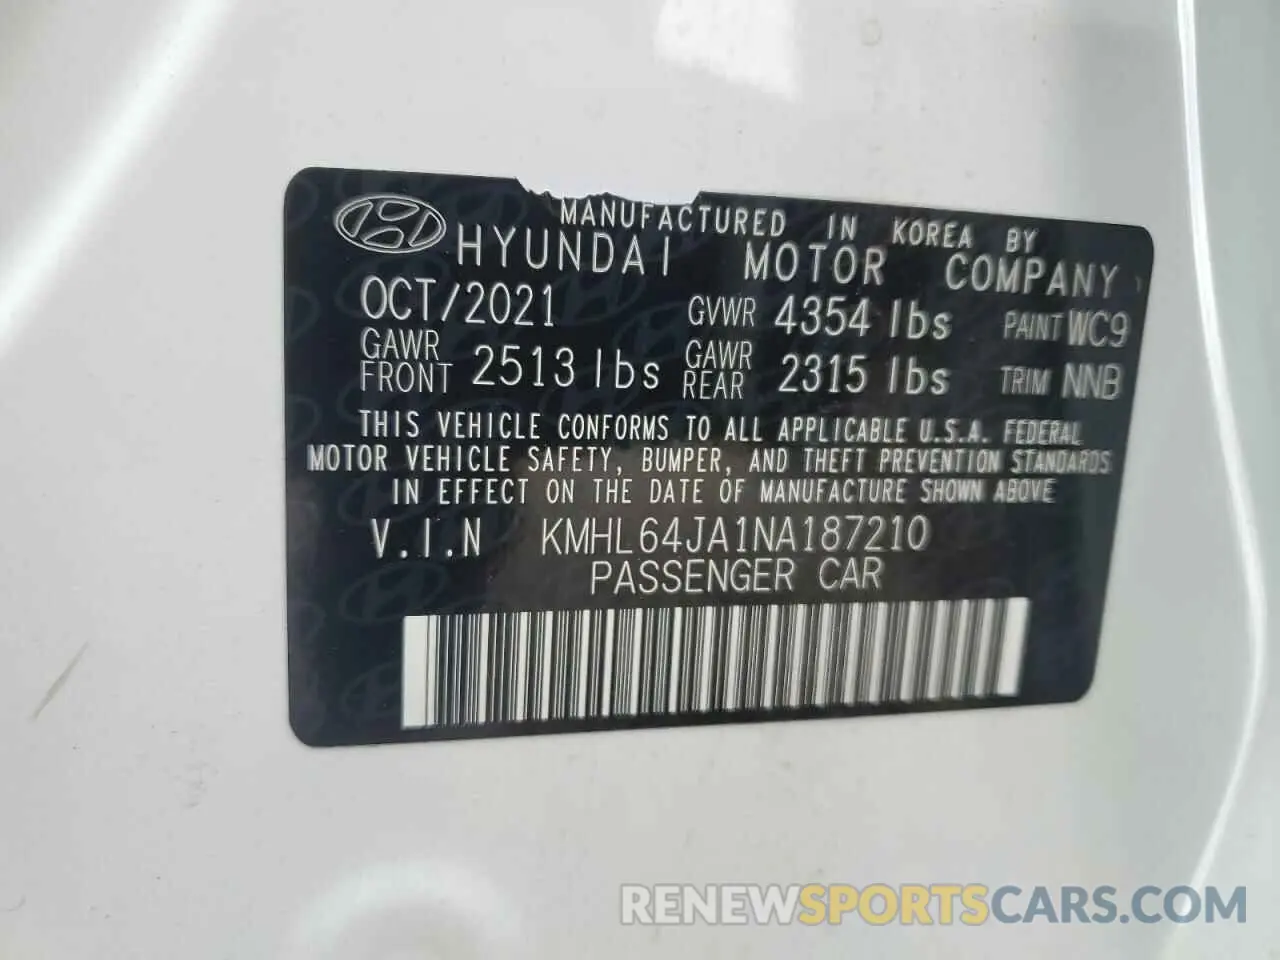 MANUFACTURED IN KOREA BY
HYUNDAI MOTOR COMPANY
OCT/2021 GVWR 4354 lbs PAINT WC9
GAWR FRONT 2513 lbs GAWR REAR 2315 lbs TRIM NNB
THIS VEHICLE CONFORMS TO ALL APPLICABLE U.S.A. FEDERAL
MOTOR VEHICLE SAFETY, BUMPER, AND THEFT PREVENTION STANDARDS
IN EFFECT ON THE DATE OF MANUFACTURE SHOWN ABOVE
V.I.N KMHL64JA1NA187210
PASSENGER CAR
RENEWSPORTSCARS.COM